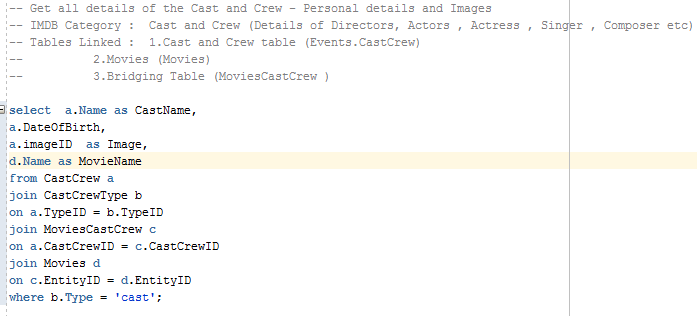 -- Get all details of the Cast and Crew - Personal details and Images
-- IMDB Category :  Cast and Crew (Details of Directors, Actors , Actress , Singer , Composer etc)
-- Tables Linked :  1.Cast and Crew table (Events.CastCrew)
--          2.Movies (Movies)
--          3.Bridging Table (MoviesCastCrew )
select  a.Name as CastName,
a.DateOfBirth,
a.imageID  as Image,
d.Name as MovieName
from CastCrew a
join CastCrewType b
on a.TypeID = b.TypeID
join MoviesCastCrew c
on a.CastCrewID = c.CastCrewID
join Movies d
on c.EntityID = d.EntityID
where b.Type = 'cast';